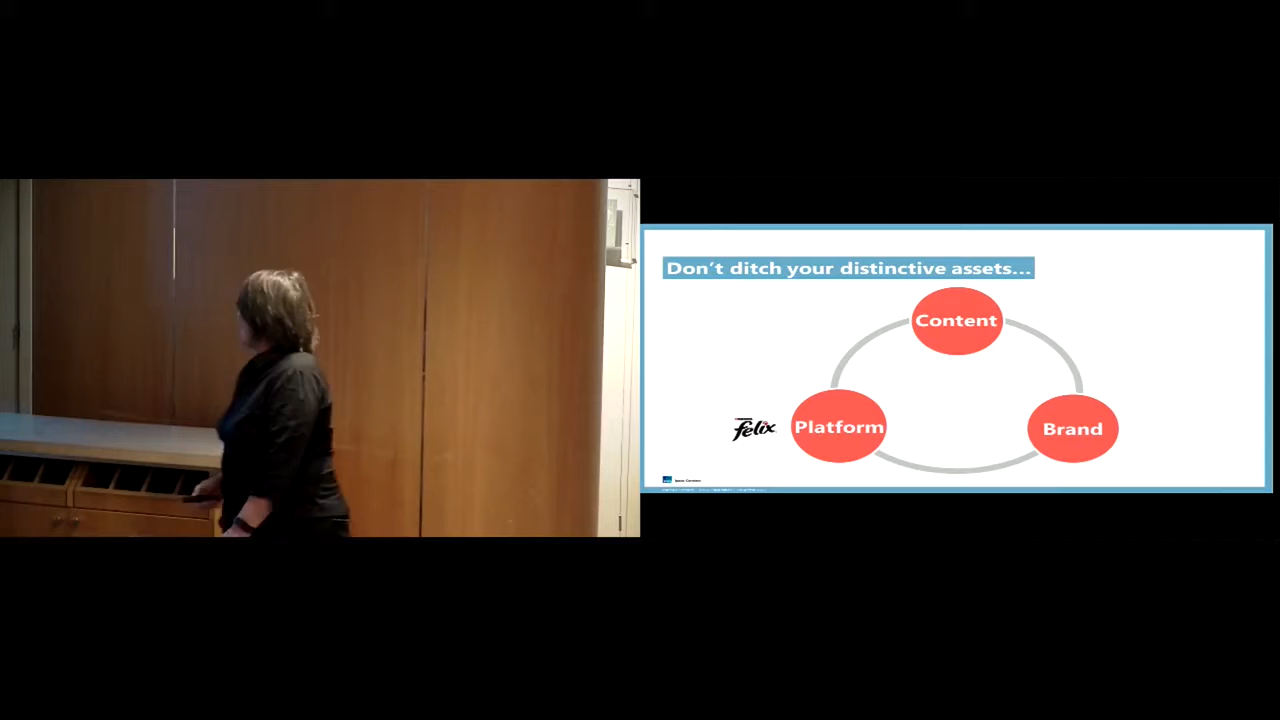 Don't ditch your distinctive assets...
Content
felix
Platform
Brand